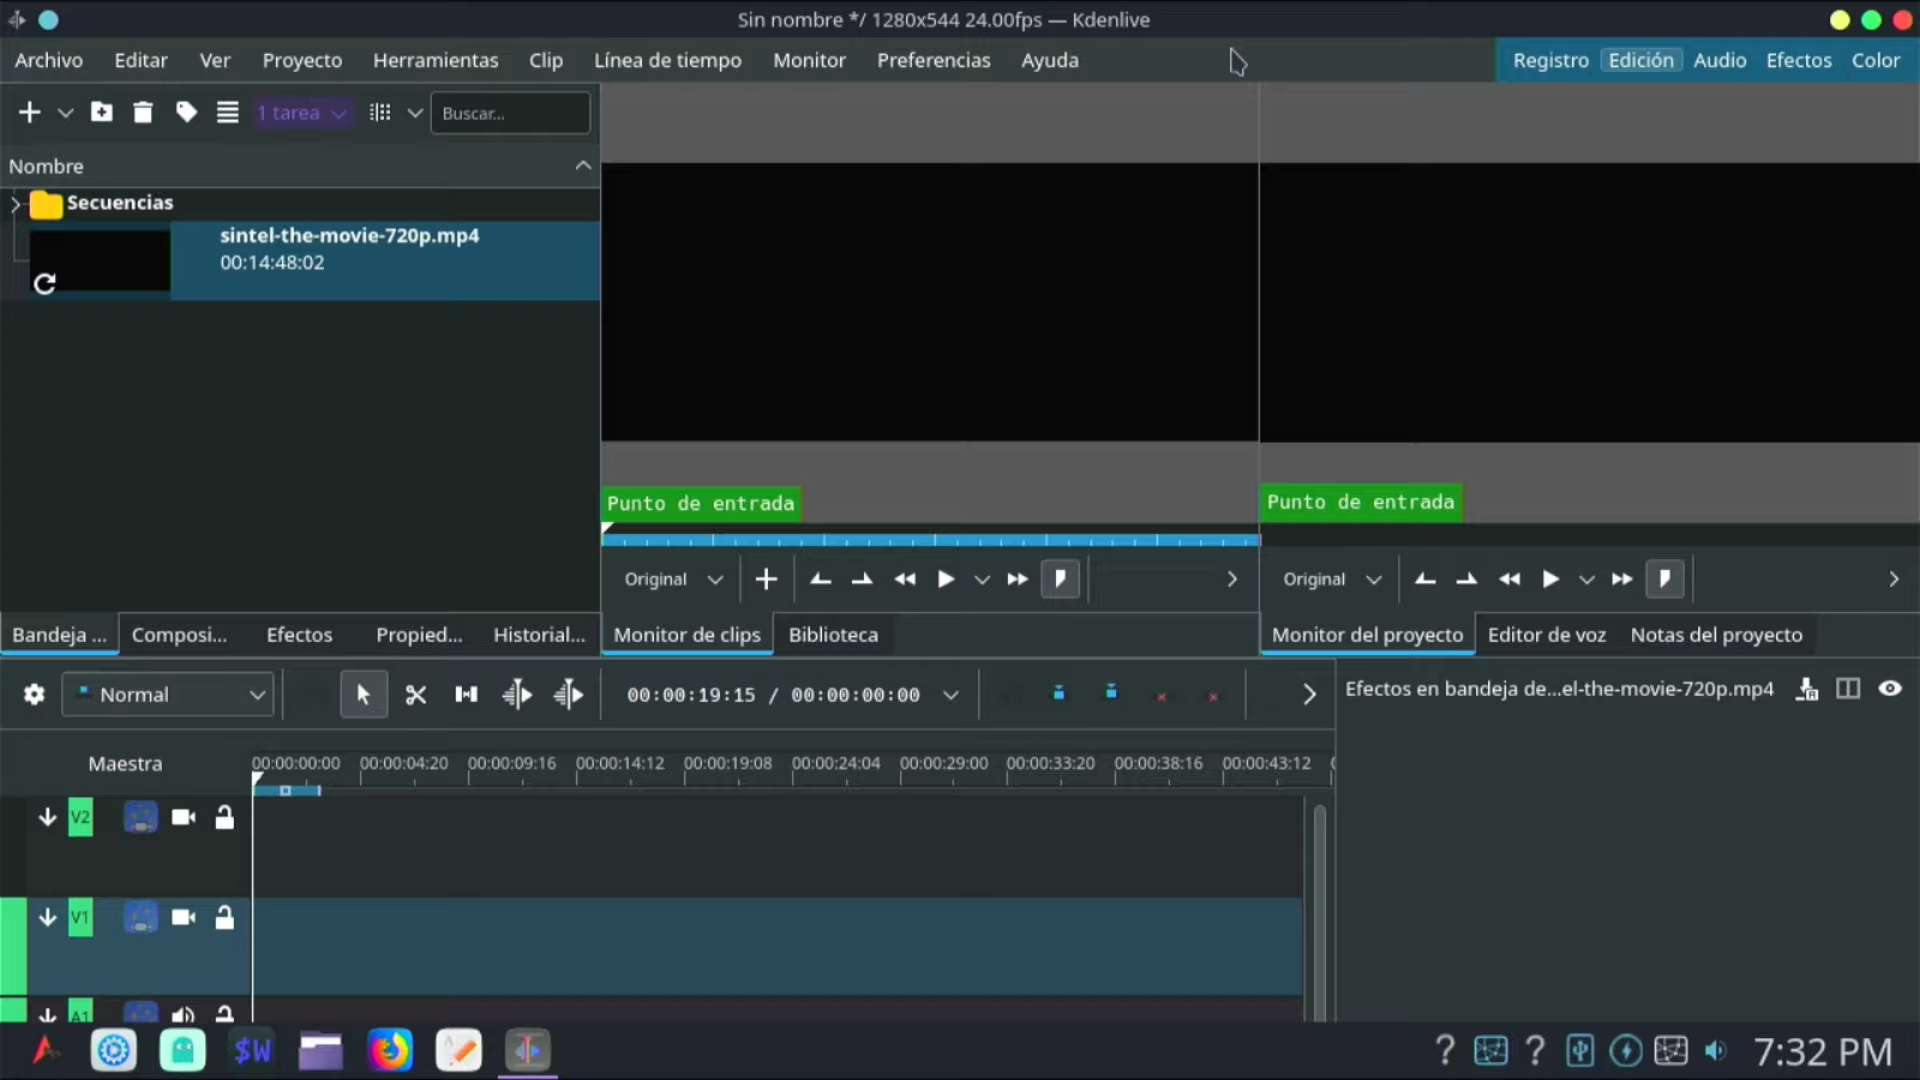 Sin nombre */ 1280x544 24.00fps — Kdenlive
Archivo Editar Ver Proyecto Herramientas Clip Línea de tiempo Monitor Preferencias Ayuda
Registro Edición Audio Efectos Color
1 tarea
Buscar...
Nombre
Secuencias
sintel-the-movie-720p.mp4
00:14:48:02
Punto de entrada
Punto de entrada
Original
Original
Bandeja ... Composi... Efectos Propied... Historial...
Monitor de clips Biblioteca
Monitor del proyecto Editor de voz Notas del proyecto
Normal
00:00:19:15 / 00:00:00:00
Efectos en bandeja de...el-the-movie-720p.mp4
Maestra
00:00:00:00 00:00:04:20 00:00:09:16 00:00:14:12 00:00:19:08 00:00:24:04 00:00:29:00 00:00:33:20 00:00:38:16 00:00:43:12
V2
V1
A1
$W
7:32 PM